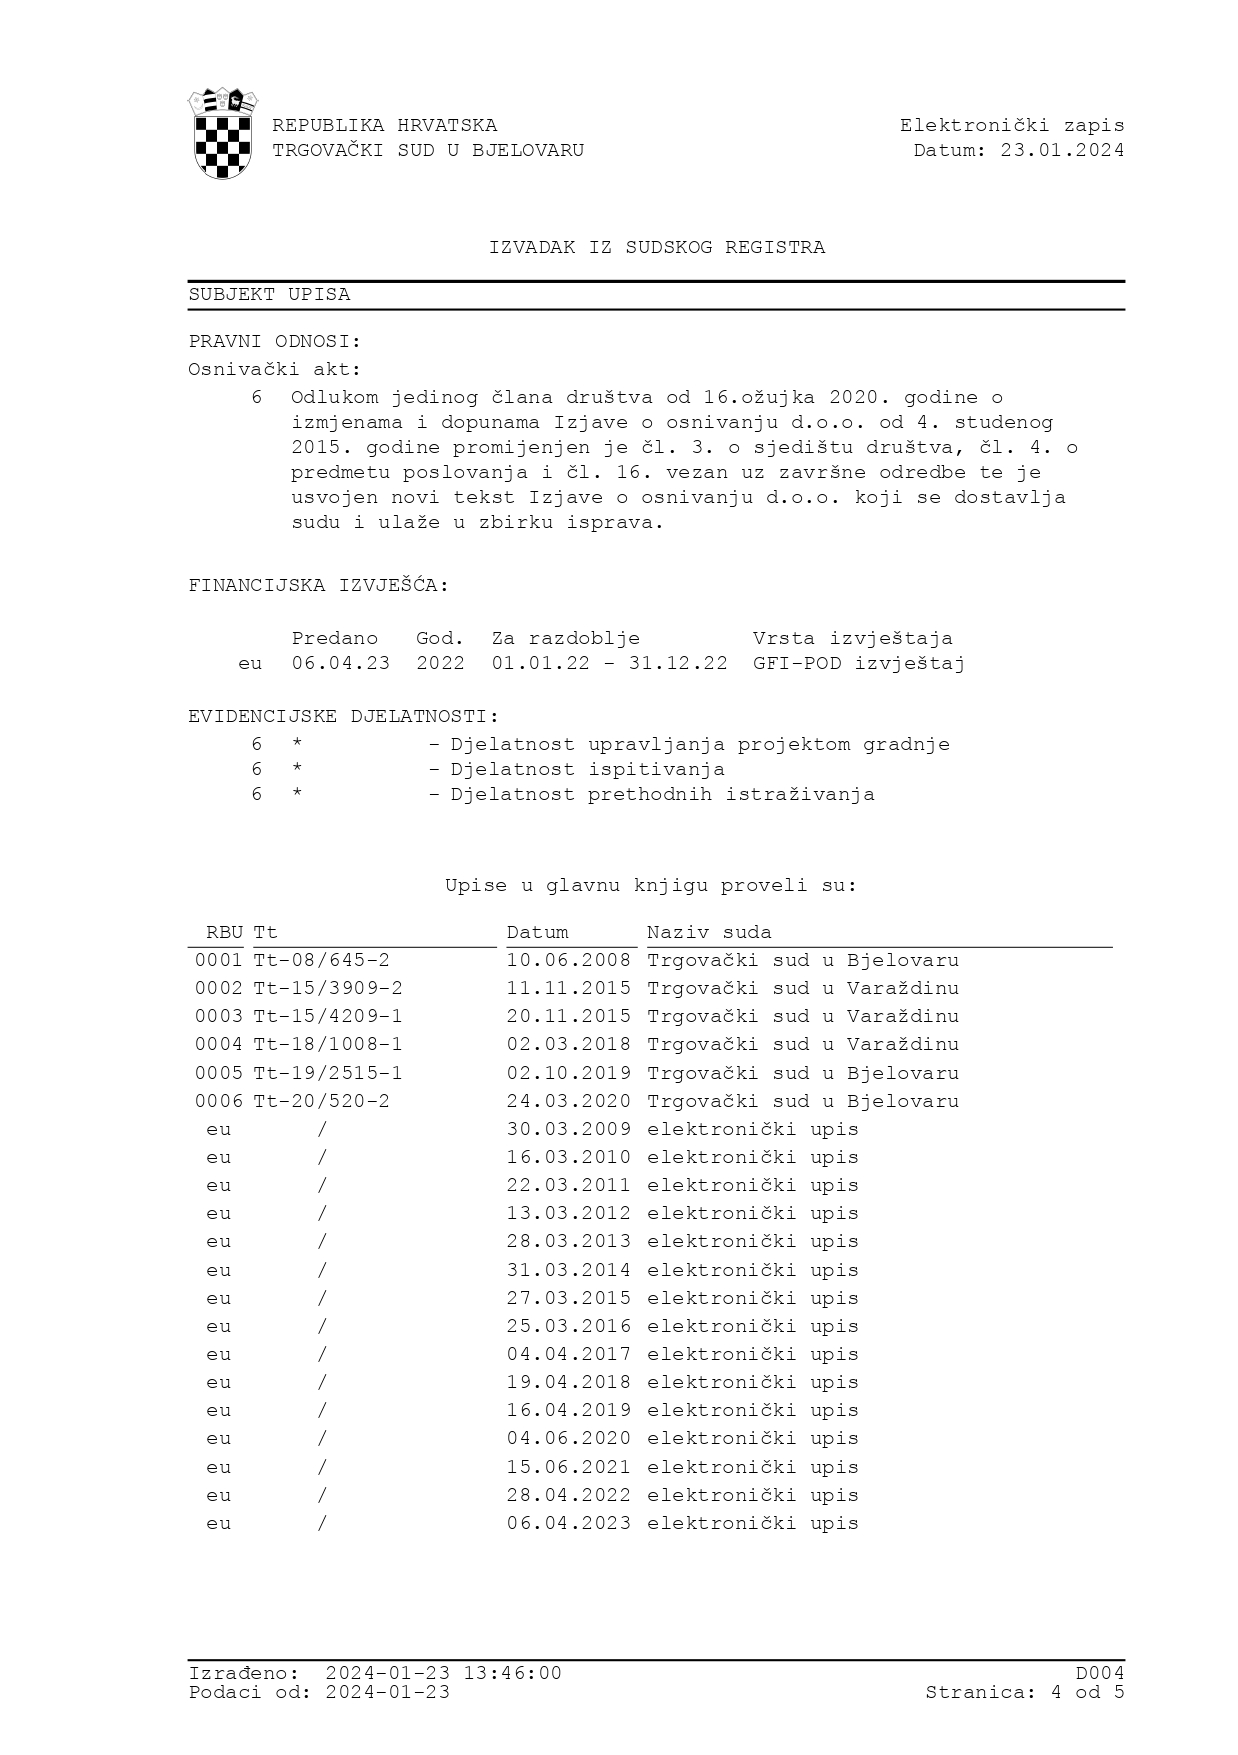 REPUBLIKA HRVATSKA
TRGOVAČKI SUD U BJELOVARU
Elektronički zapis
Datum: 23.01.2024
IZVADAK IZ SUDSKOG REGISTRA
SUBJEKT UPISA
PRAVNI ODNOSI:
Osnivački akt:
6 Odlukom jedinog člana društva od 16.ožujka 2020. godine o
izmjenama i dopunama Izjave o osnivanju d.o.o. od 4. studenog
2015. godine promijenjen je čl. 3. o sjedištu društva, čl. 4. o
predmetu poslovanja i čl. 16. vezan uz završne odredbe te je
usvojen novi tekst Izjave o osnivanju d.o.o. koji se dostavlja
sudu i ulaže u zbirku isprava.
FINANCIJSKA IZVJEŠĆA:
Predano God. Za razdoblje Vrsta izvještaja
eu 06.04.23 2022 01.01.22 - 31.12.22 GFI-POD izvještaj
EVIDENCIJSKE DJELATNOSTI:
6 * - Djelatnost upravljanja projektom gradnje
6 * - Djelatnost ispitivanja
6 * - Djelatnost prethodnih istraživanja
Upise u glavnu knjigu proveli su:
RBU Tt Datum Naziv suda
0001 Tt-08/645-2 10.06.2008 Trgovački sud u Bjelovaru
0002 Tt-15/3909-2 11.11.2015 Trgovački sud u Varaždinu
0003 Tt-15/4209-1 20.11.2015 Trgovački sud u Varaždinu
0004 Tt-18/1008-1 02.03.2018 Trgovački sud u Varaždinu
0005 Tt-19/2515-1 02.10.2019 Trgovački sud u Bjelovaru
0006 Tt-20/520-2 24.03.2020 Trgovački sud u Bjelovaru
eu / 30.03.2009 elektronički upis
eu / 16.03.2010 elektronički upis
eu / 22.03.2011 elektronički upis
eu / 13.03.2012 elektronički upis
eu / 28.03.2013 elektronički upis
eu / 31.03.2014 elektronički upis
eu / 27.03.2015 elektronički upis
eu / 25.03.2016 elektronički upis
eu / 04.04.2017 elektronički upis
eu / 19.04.2018 elektronički upis
eu / 16.04.2019 elektronički upis
eu / 04.06.2020 elektronički upis
eu / 15.06.2021 elektronički upis
eu / 28.04.2022 elektronički upis
eu / 06.04.2023 elektronički upis
Izrađeno: 2024-01-23 13:46:00 D004
Podaci od: 2024-01-23 Stranica: 4 od 5